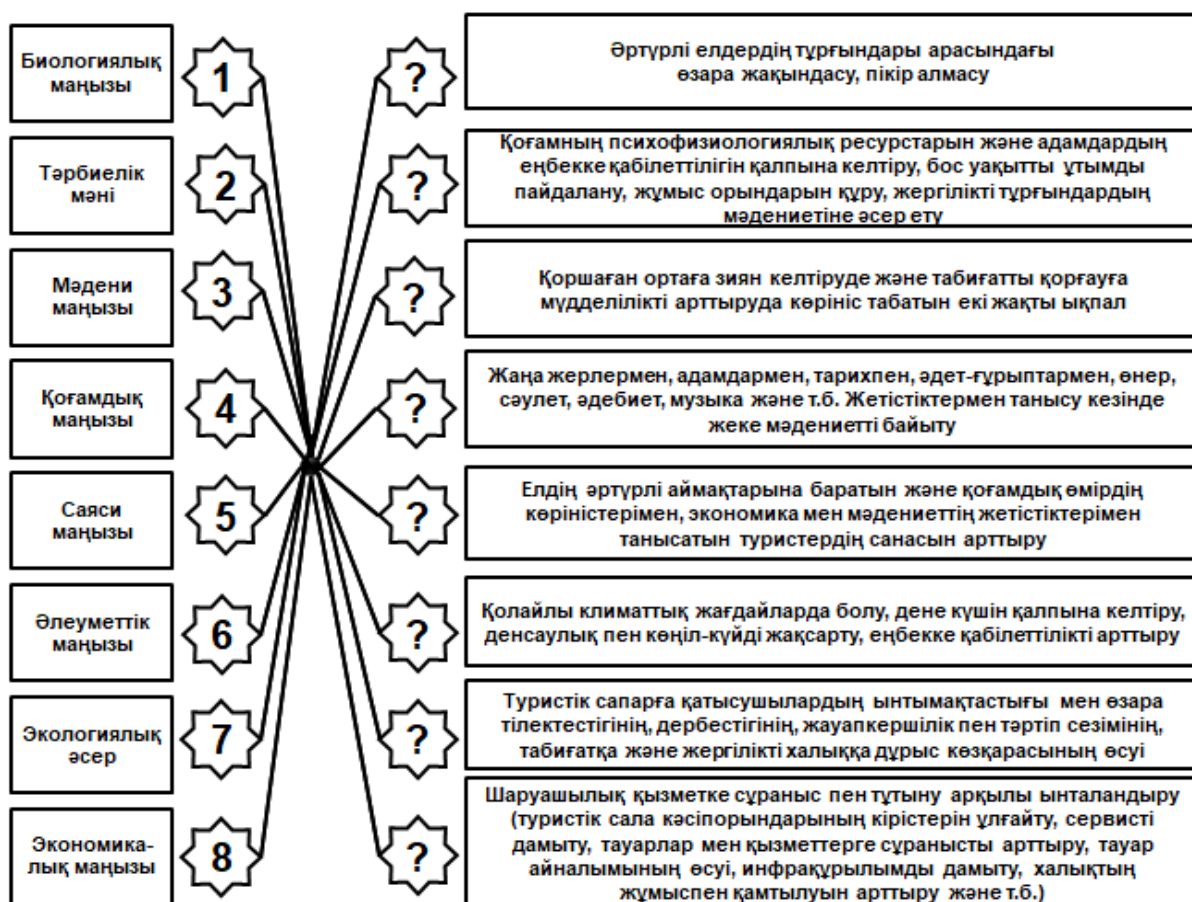 Биологиялық
маңызы
1
?
Әртүрлі елдердің тұрғындары арасындағы
өзара жақындасу, пікір алмасу
Тәрбиелік
мәні
2
?
Қоғамның психофизиологиялық ресурстарын және адамдардың
еңбекке қабілеттілігін қалпына келтіру, бос уақытты ұтымды
пайдалану, жұмыс орындарын құру, жергілікті тұрғындардың
мәдениетіне әсер ету
Мәдени
маңызы
3
?
Қоршаған ортаға зиян келтіруде және табиғатты қорғауға
мүдделілікті арттыруда көрініс табатын екі жақты ықпал
Қоғамдық
маңызы
4
?
Жаңа жерлермен, адамдармен, тарихпен, әдет-ғұрыптармен, өнер,
сәулет, әдебиет, музыка және т.б. Жетістіктермен танысу кезінде
жеке мәдениетті байыту
Саяси
маңызы
5
?
Елдің әртүрлі аймақтарына баратын және қоғамдық өмірдің
көріністерімен, экономика мен мәдениеттің жетістіктерімен
танысатын туристердің санасын арттыру
Әлеуметтік
маңызы
6
?
Қолайлы климаттық жағдайларда болу, дене күшін қалпына келтіру,
денсаулық пен көңіл-күйді жақсарту, еңбекке қабілеттілікті арттыру
Экологиялық
әсер
7
?
Туристік сапарға қатысушылардың ынтымақтастығы мен өзара
тілектестігінің, дербестігінің, жауапкершілік пен тәртіп сезімінің,
табиғатқа және жергілікті халыққа дұрыс көзқарасының өсуі
Экономика-
лық маңызы
8
?
Шаруашылық қызметке сұраныс пен тұтыну арқылы ынталандыру
(туристік сала кәсіпорындарының кірістерін ұлғайту, сервисті
дамыту, тауарлар мен қызметтерге сұранысты арттыру, тауар
айналымының өсуі, инфрақұрылымды дамыту, халықтың
жұмыспен қамтылуын арттыру және т.б.)